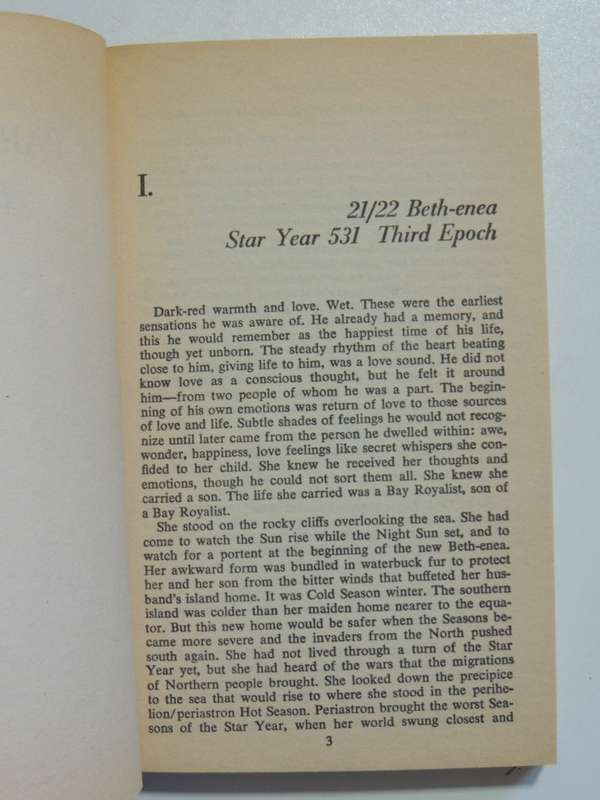 I.
21/22 Beth-enea
Star Year 531 Third Epoch
Dark-red warmth and love. Wet. These were the earliest
sensations he was aware of. He already had a memory, and
this he would remember as the happiest time of his life,
though yet unborn. The steady rhythm of the heart beating
close to him, giving life to him, was a love sound. He did not
know love as a conscious thought, but he felt it around
him—from two people of whom he was a part. The begin-
ning of his own emotions was return of love to those sources
of love and life. Subtle shades of feelings he would not recog-
nize until later came from the person he dwelled within: awe,
wonder, happiness, love feelings like secret whispers she con-
fided to her child. She knew he received her thoughts and
emotions, though he could not sort them all. She knew she
carried a son. The life she carried was a Bay Royalist, son of
a Bay Royalist.
She stood on the rocky cliffs overlooking the sea. She had
come to watch the Sun rise while the Night Sun set, and to
watch for a portent at the beginning of the new Beth-enea.
Her awkward form was bundled in waterbuck fur to protect
her and her son from the bitter winds that buffeted her hus-
band's island home. It was Cold Season winter. The southern
island was colder than her maiden home nearer to the equa-
tor. But this new home would be safer when the Seasons be-
came more severe and the invaders from the North pushed
south again. She had not lived through a turn of the Star
Year yet, but she had heard of the wars that the migrations
of Northern people brought. She looked down the precipice
to the sea that would rise to where she stood in the perihe-
lion/periastron Hot Season. Periastron brought the worst Sea-
sons of the Star Year, when her world swung closest and
3